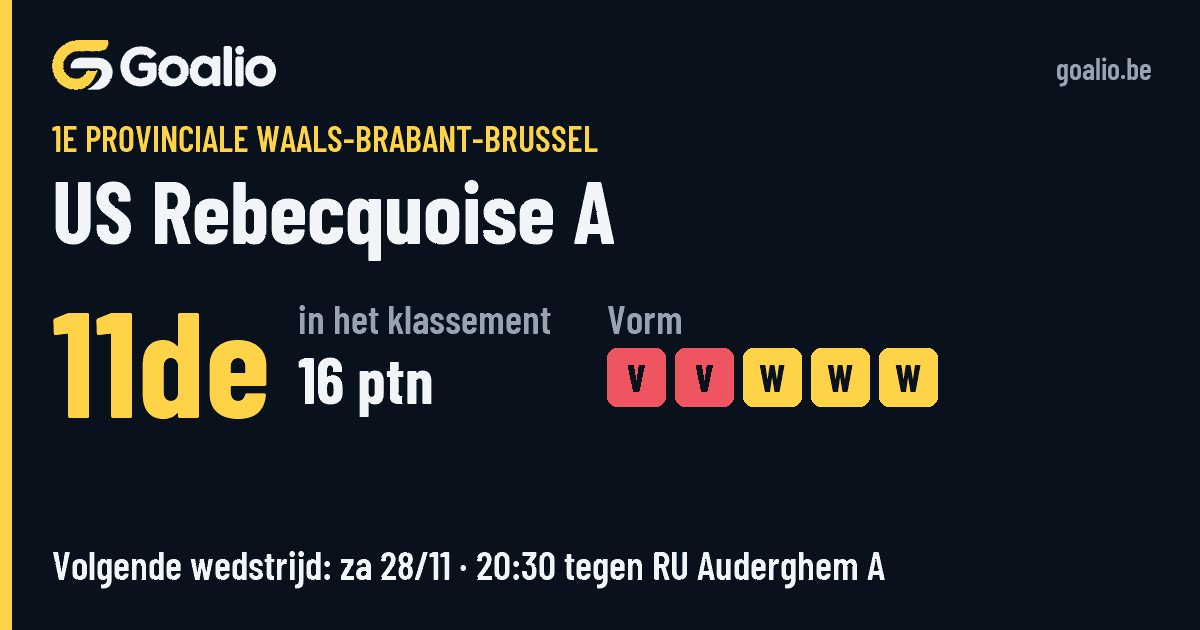 Goalio
goalio.be
1E PROVINCIALE WAALS-BRABANT-BRUSSEL
US Rebecquoise A
11de
in het klassement
16 ptn
Vorm
V V W W W
Volgende wedstrijd: za 28/11 · 20:30 tegen RU Auderghem A